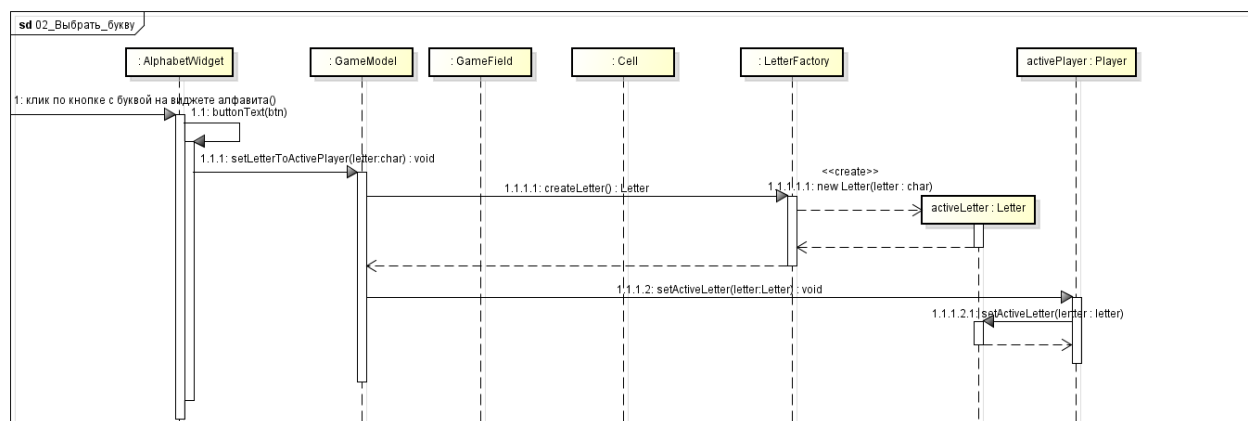 sd 02_Выбрать_букву
: AlphabetWidget
: GameModel
: GameField
: Cell
: LetterFactory
activePlayer : Player
1: клик по кнопке с буквой на виджете алфавита()
1.1: buttonText(btn)
1.1.1: setLetterToActivePlayer(letter:char) : void
<<create>>
1.1.1.1: createLetter() : Letter
1.1.1.1.1: new Letter(letter : char)
activeLetter : Letter
1.1.1.2: setActiveLetter(letter:Letter) : void
1.1.1.2.1: setActiveLetter(lenter : letter)